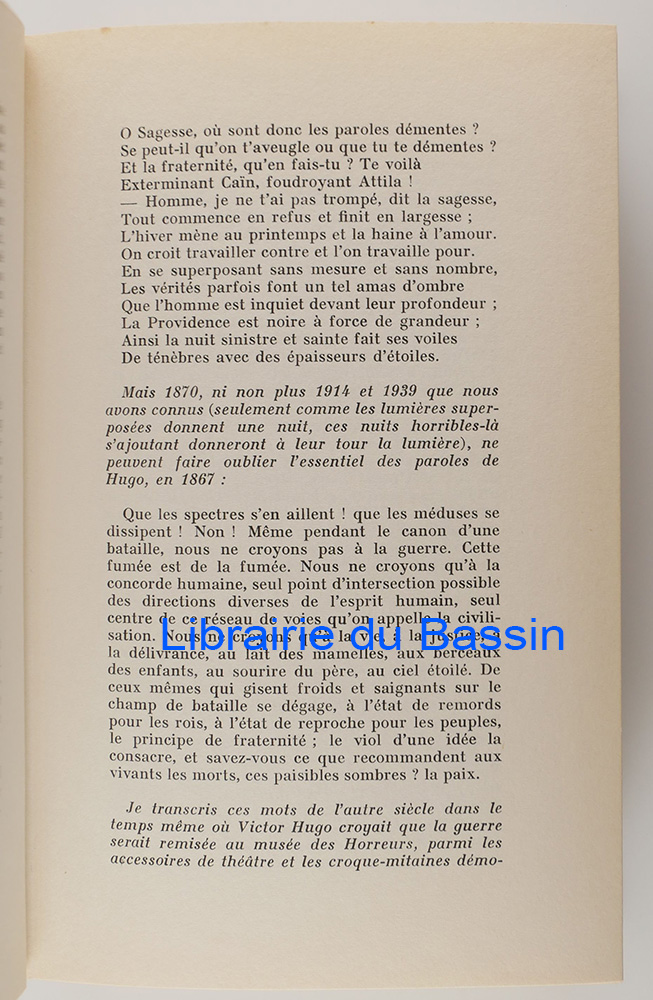 O Sagesse, où sont donc les paroles démentes ?
Se peut-il qu'on t'aveugle ou que tu te démentes ?
Et la fraternité, qu'en fais-tu ? Te voilà
Exterminant Caïn, foudroyant Attila !
— Homme, je ne t'ai pas trompé, dit la sagesse,
Tout commence en refus et finit en largesse ;
L'hiver mène au printemps et la haine à l'amour.
On croit travailler contre et l'on travaille pour.
En se superposant sans mesure et sans nombre,
Les vérités parfois font un tel amas d'ombre
Que l'homme est inquiet devant leur profondeur ;
La Providence est noire à force de grandeur ;
Ainsi la nuit sinistre et sainte fait ses voiles
De ténèbres avec des épaisseurs d'étoiles.
Mais 1870, ni non plus 1914 et 1939 que nous
avons connus (seulement comme les lumières super-
posées donnent une nuit, ces nuits horribles-là
s'ajoutant donneront à leur tour la lumière), ne
peuvent faire oublier l'essentiel des paroles de
Hugo, en 1867 :
Que les spectres s'en aillent ! que les méduses se
dissipent ! Non ! Même pendant le canon d'une
bataille, nous ne croyons pas à la guerre. Cette
fumée est de la fumée. Nous ne croyons qu'à la
concorde humaine, seul point d'intersection possible
des directions diverses de l'esprit humain, seul
centre de ce réseau de voies qu'on appelle la civili-
sation. Nous ne croyons qu'à la vie, à la justice, à
la délivrance, au lait des mamelles, aux berceaux
des enfants, au sourire du père, au ciel étoilé. De
ceux mêmes qui gisent froids et saignants sur le
champ de bataille se dégage, à l'état de remords
pour les rois, à l'état de reproche pour les peuples,
le principe de fraternité ; le viol d'une idée la
consacre, et savez-vous ce que recommandent aux
vivants les morts, ces paisibles sombres ? la paix.
Je transcris ces mots de l'autre siècle dans le
temps même où Victor Hugo croyait que la guerre
serait remisée au musée des Horreurs, parmi les
accessoires de théâtre et les croque-mitaines démo-
Librairie du Bassin